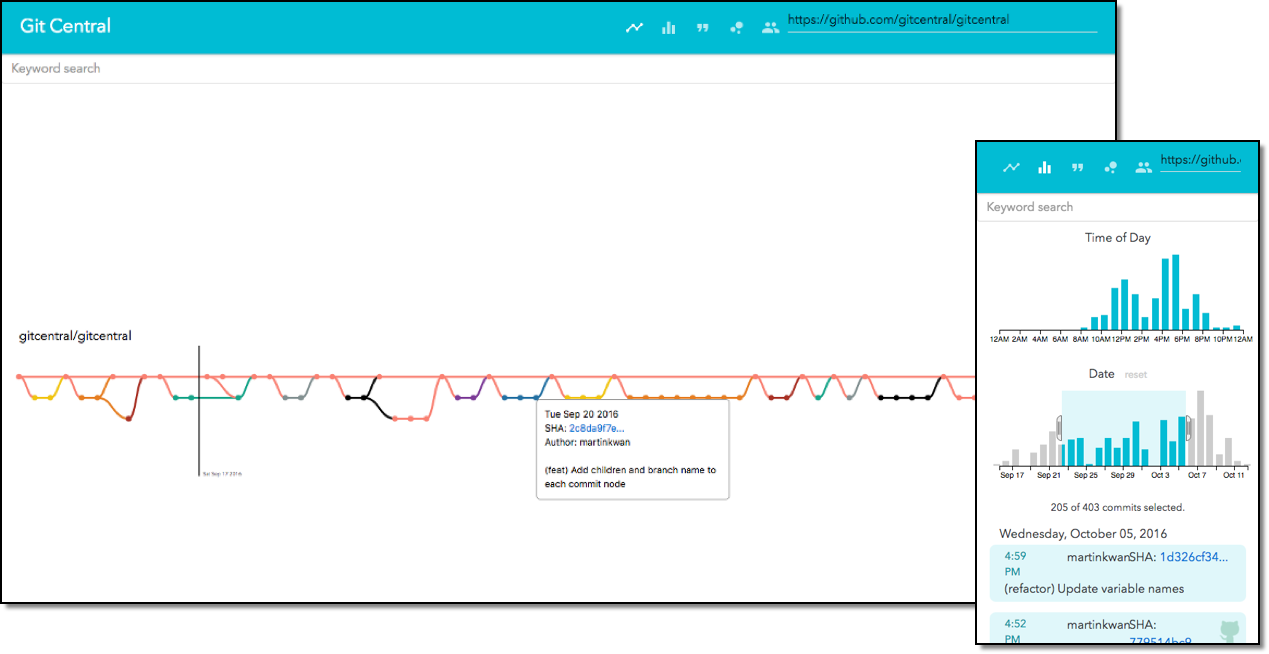 Git Central
https://github.com/gitcentral/gitcentral
Keyword search
gitcentral/gitcentral
Sat Sep 17 2016
Tue Sep 20 2016
SHA: 2c8da9f7e...
Author: martinkwan
(feat) Add children and branch name to
each commit node
https://github.
Keyword search
Time of Day
12AM 2AM 4AM 6AM 8AM 10AM 12PM 2PM 4PM 6PM 8PM 10PM 12AM
Date reset
Sep 17 Sep 21 Sep 25 Sep 29 Oct 3 Oct 7 Oct 11
205 of 403 commits selected.
Wednesday, October 05, 2016
4:59 martinkwanSHA: 1d326cf34...
PM
(refactor) Update variable names
4:52 martinkwanSHA:
PM